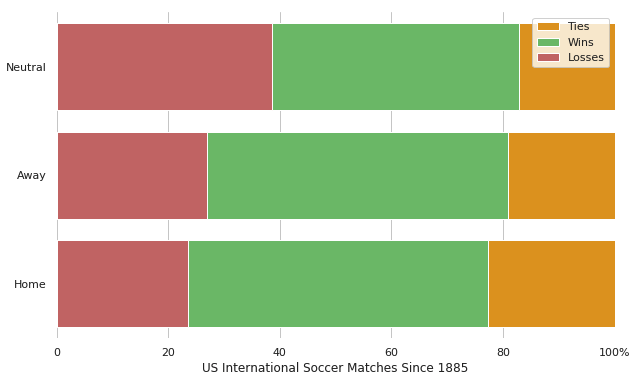 Ties
Wins
Losses
Neutral
Away
Home
0
20
40
60
80
100%
US International Soccer Matches Since 1885